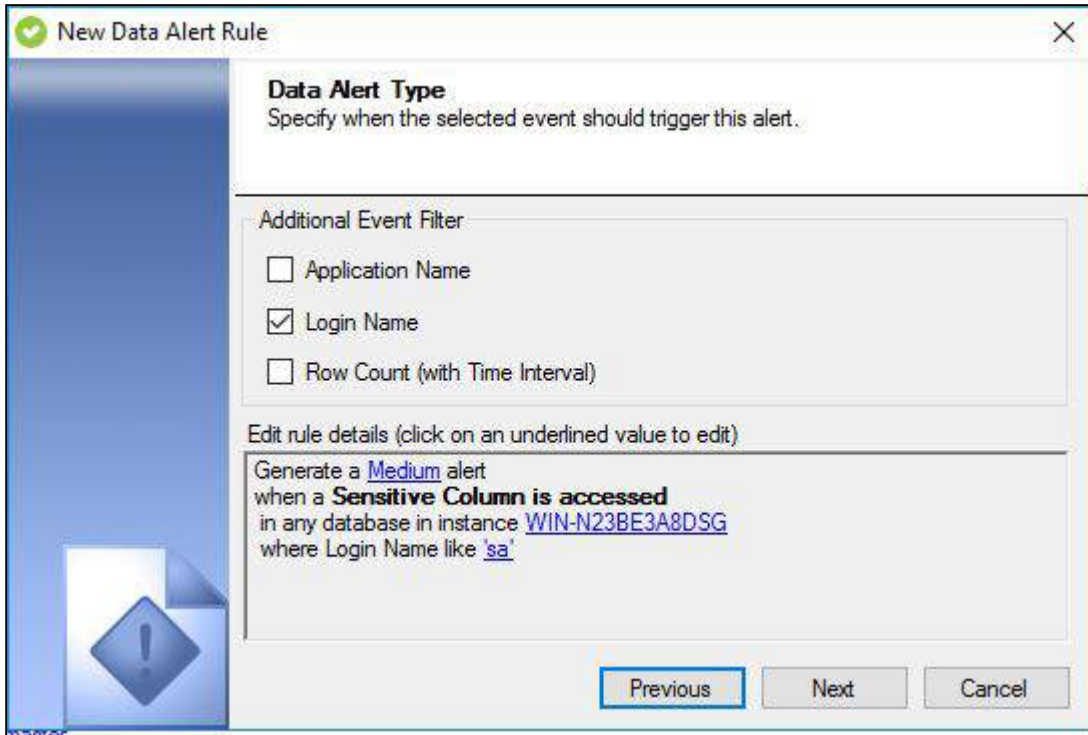 New Data Alert Rule
Data Alert Type
Specify when the selected event should trigger this alert.
Additional Event Filter
Application Name
Login Name
Row Count (with Time Interval)
Edit rule details (click on an underlined value to edit)
Generate a Medium alert
when a Sensitive Column is accessed
in any database in instance WIN-N23BE3A8DSG
where Login Name like 'sa'
Previous Next Cancel